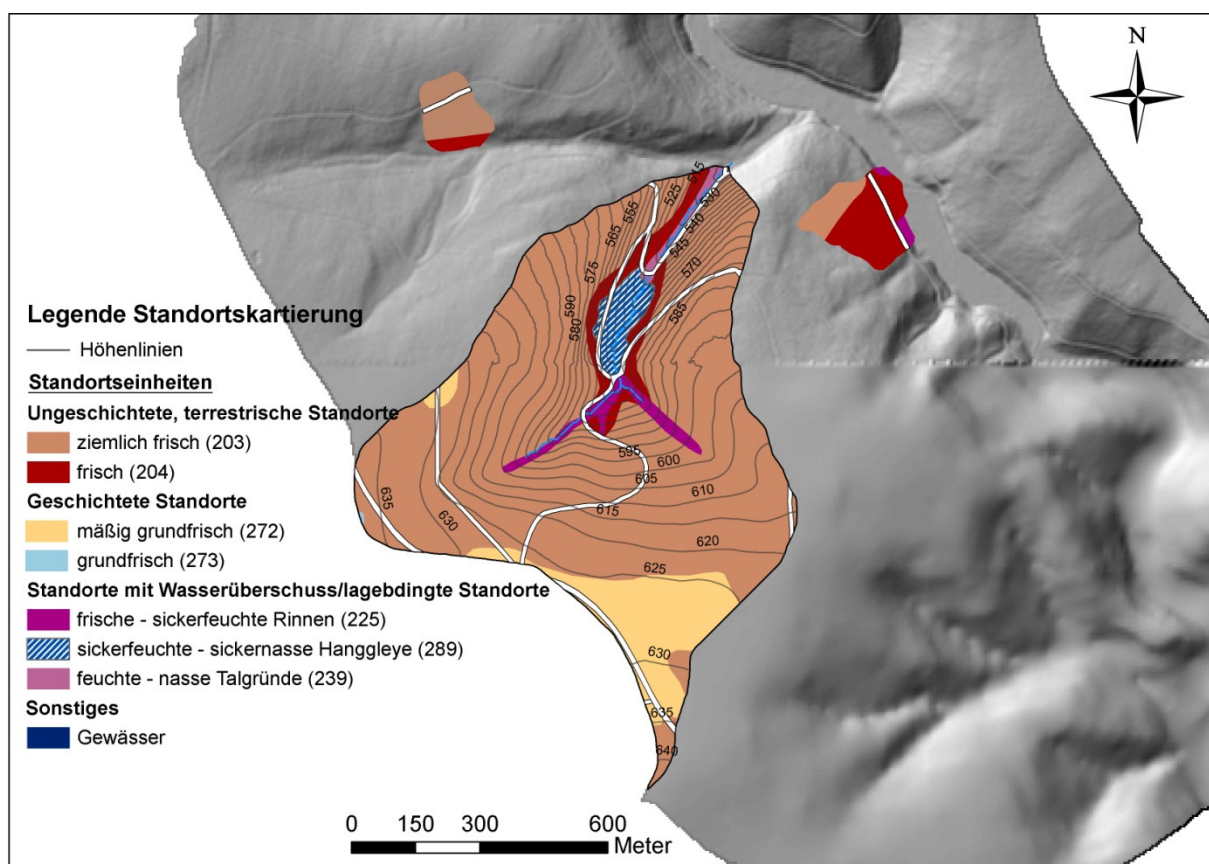 N
Legende Standortskartierung
Höhenlinien
Standortseinheiten
Ungeschichtete, terrestrische Standorte
ziemlich frisch (203)
frisch (204)
Geschichtete Standorte
mäßig grundfrisch (272)
grundfrisch (273)
Standorte mit Wasserüberschuss/lagebdingte Standorte
frische - sickerfeuchte Rinnen (225)
sickerfeuchte - sickernasse Hanggleye (289)
feuchte - nasse Talgründe (239)
Sonstiges
Gewässer
515
525
530
555
540
565
545
575
570
590
585
580
595
600
605
610
635
615
630
620
625
630
635
640
0 150 300 600
Meter